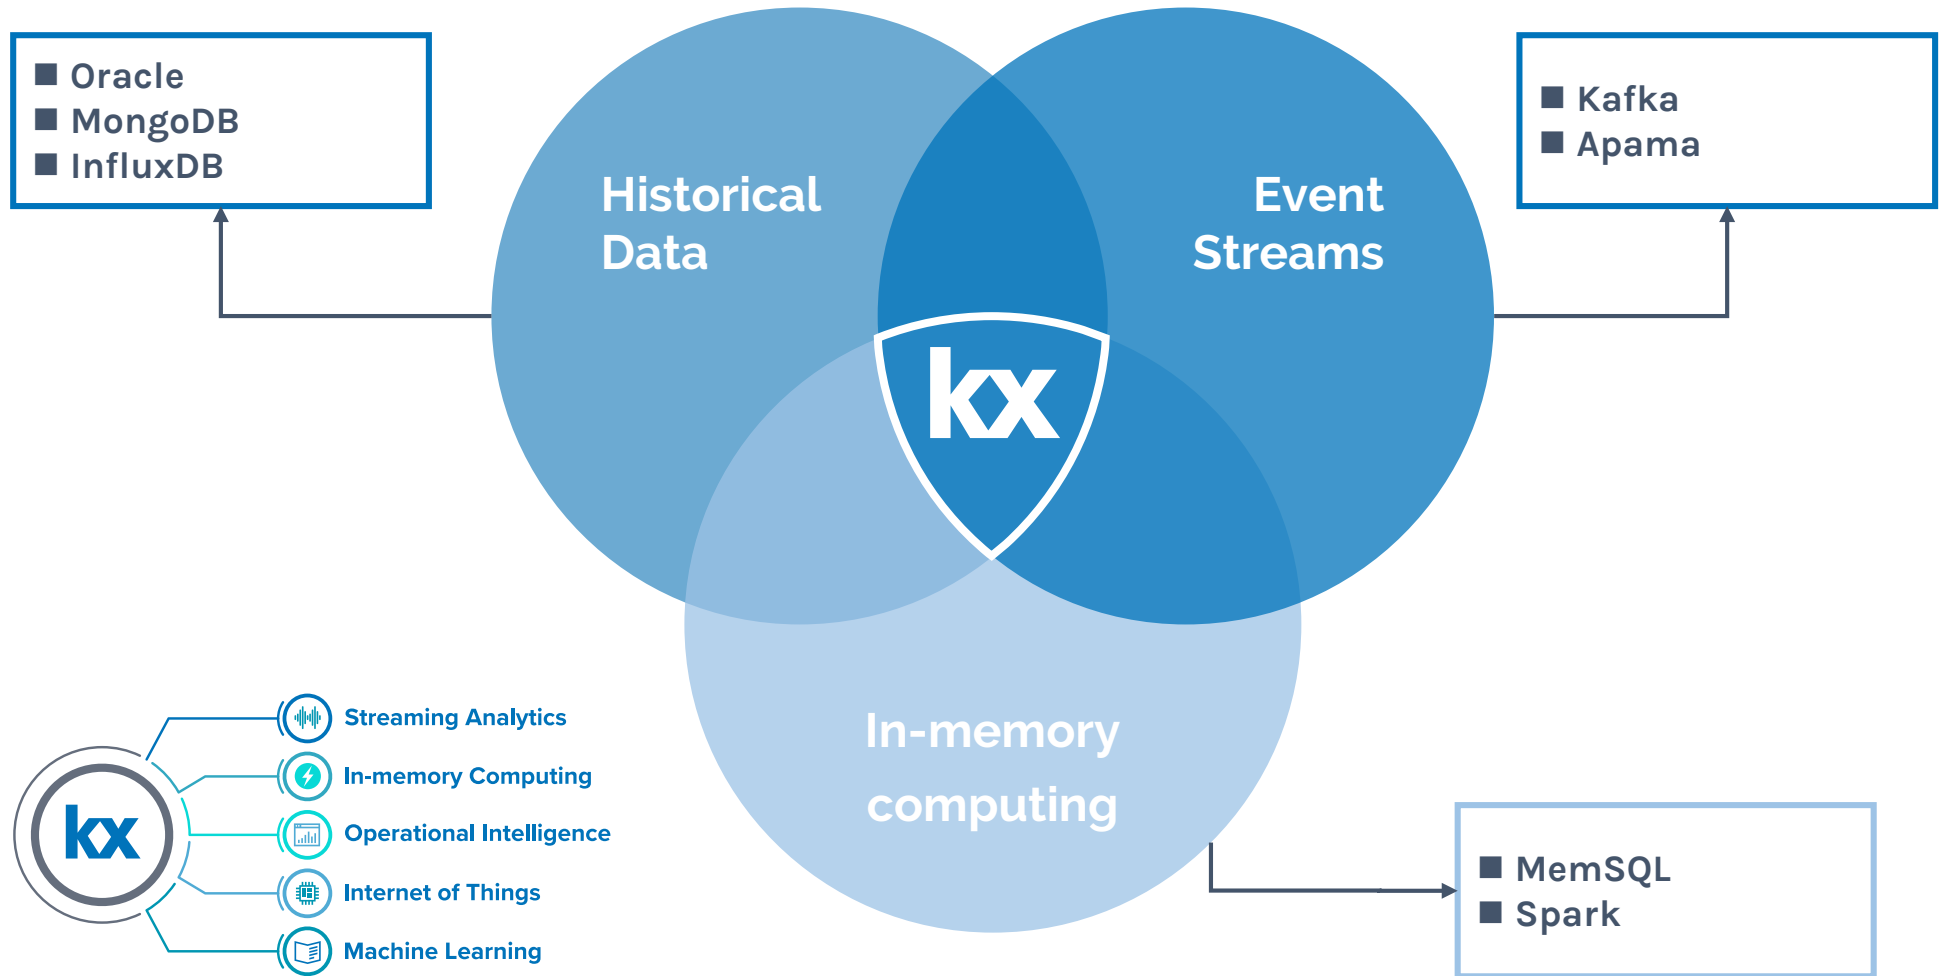 Oracle
MongoDB
InfluxDB
Historical
Data
Event
Streams
Kafka
Apama
kx
In-memory
computing
MemSQL
Spark
kx
Streaming Analytics
In-memory Computing
Operational Intelligence
Internet of Things
Machine Learning